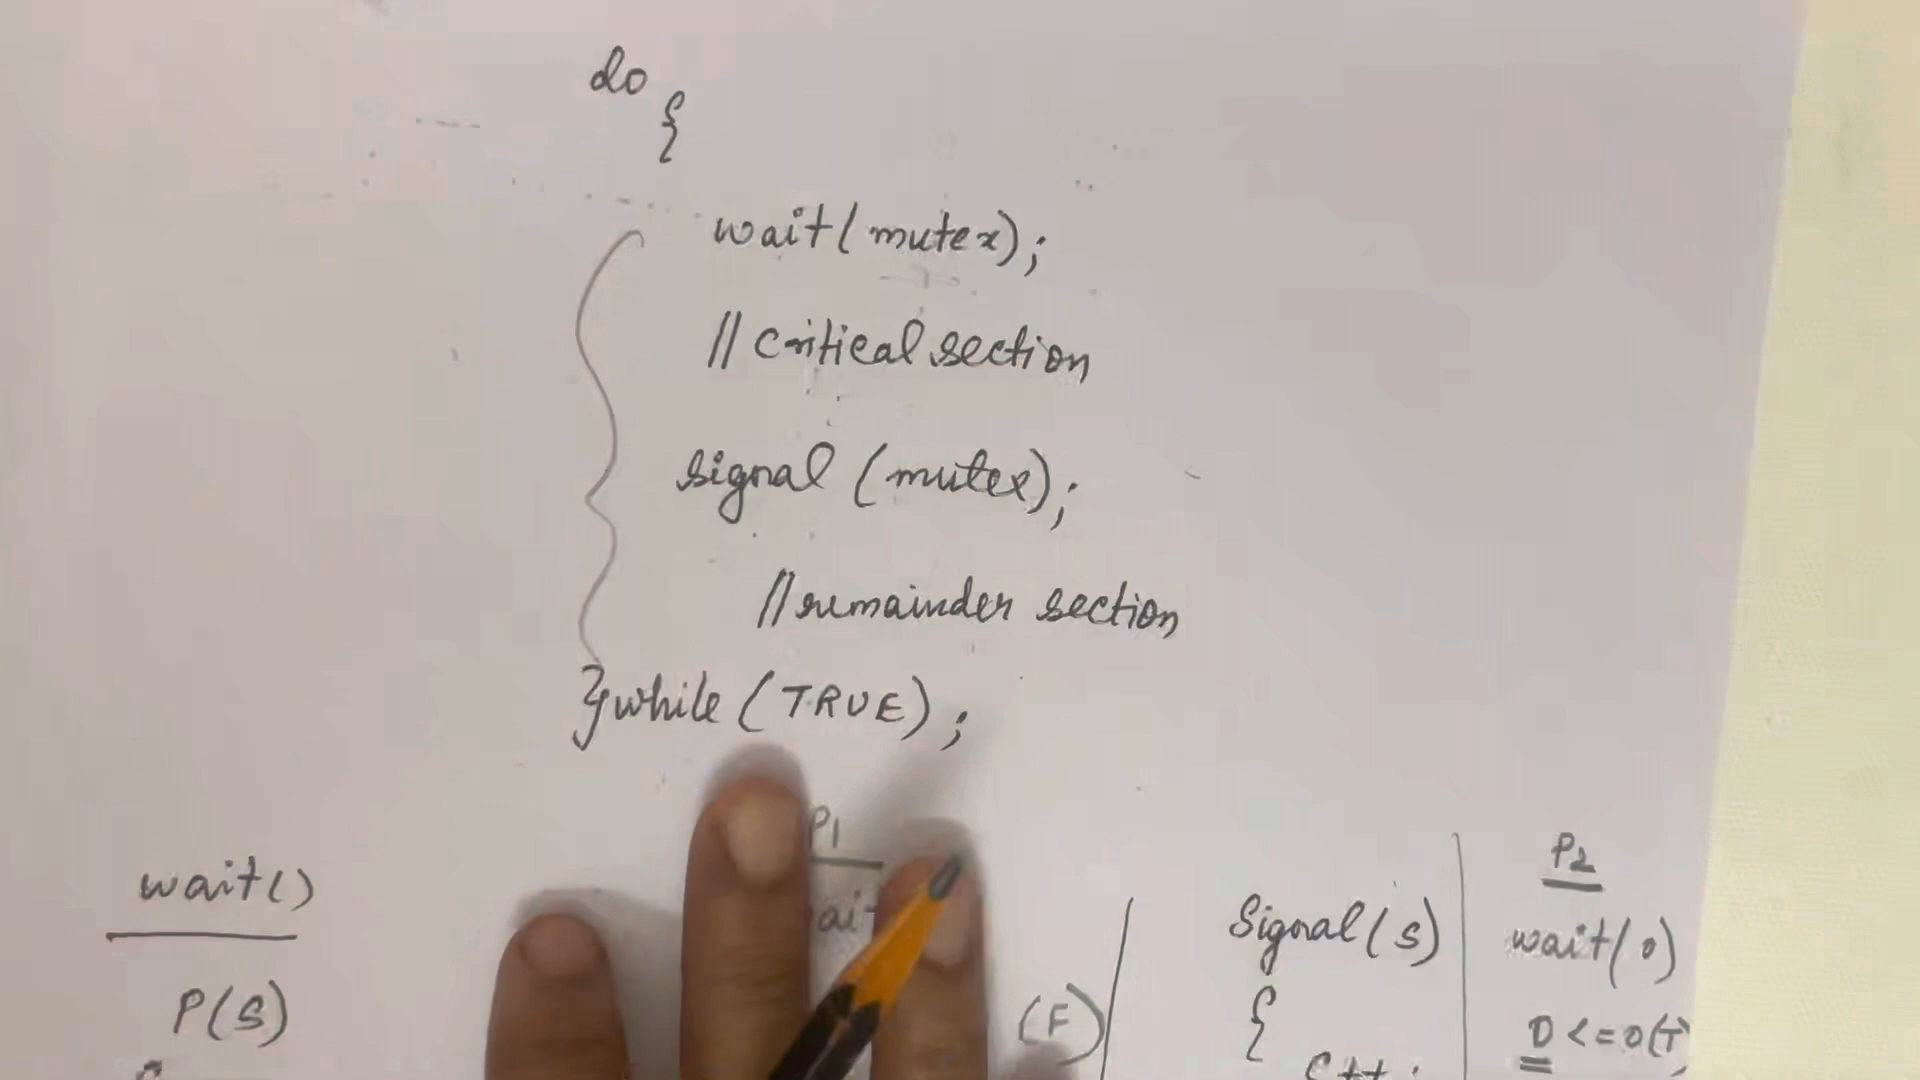 do
{
wait(mutex);
// critical section
signal (mutex);
// remainder section
} while (TRUE);
wait()
P(S)
P1
(F)
Signal(S)
{
S++;
P2
wait(0)
0 <= 0(T)